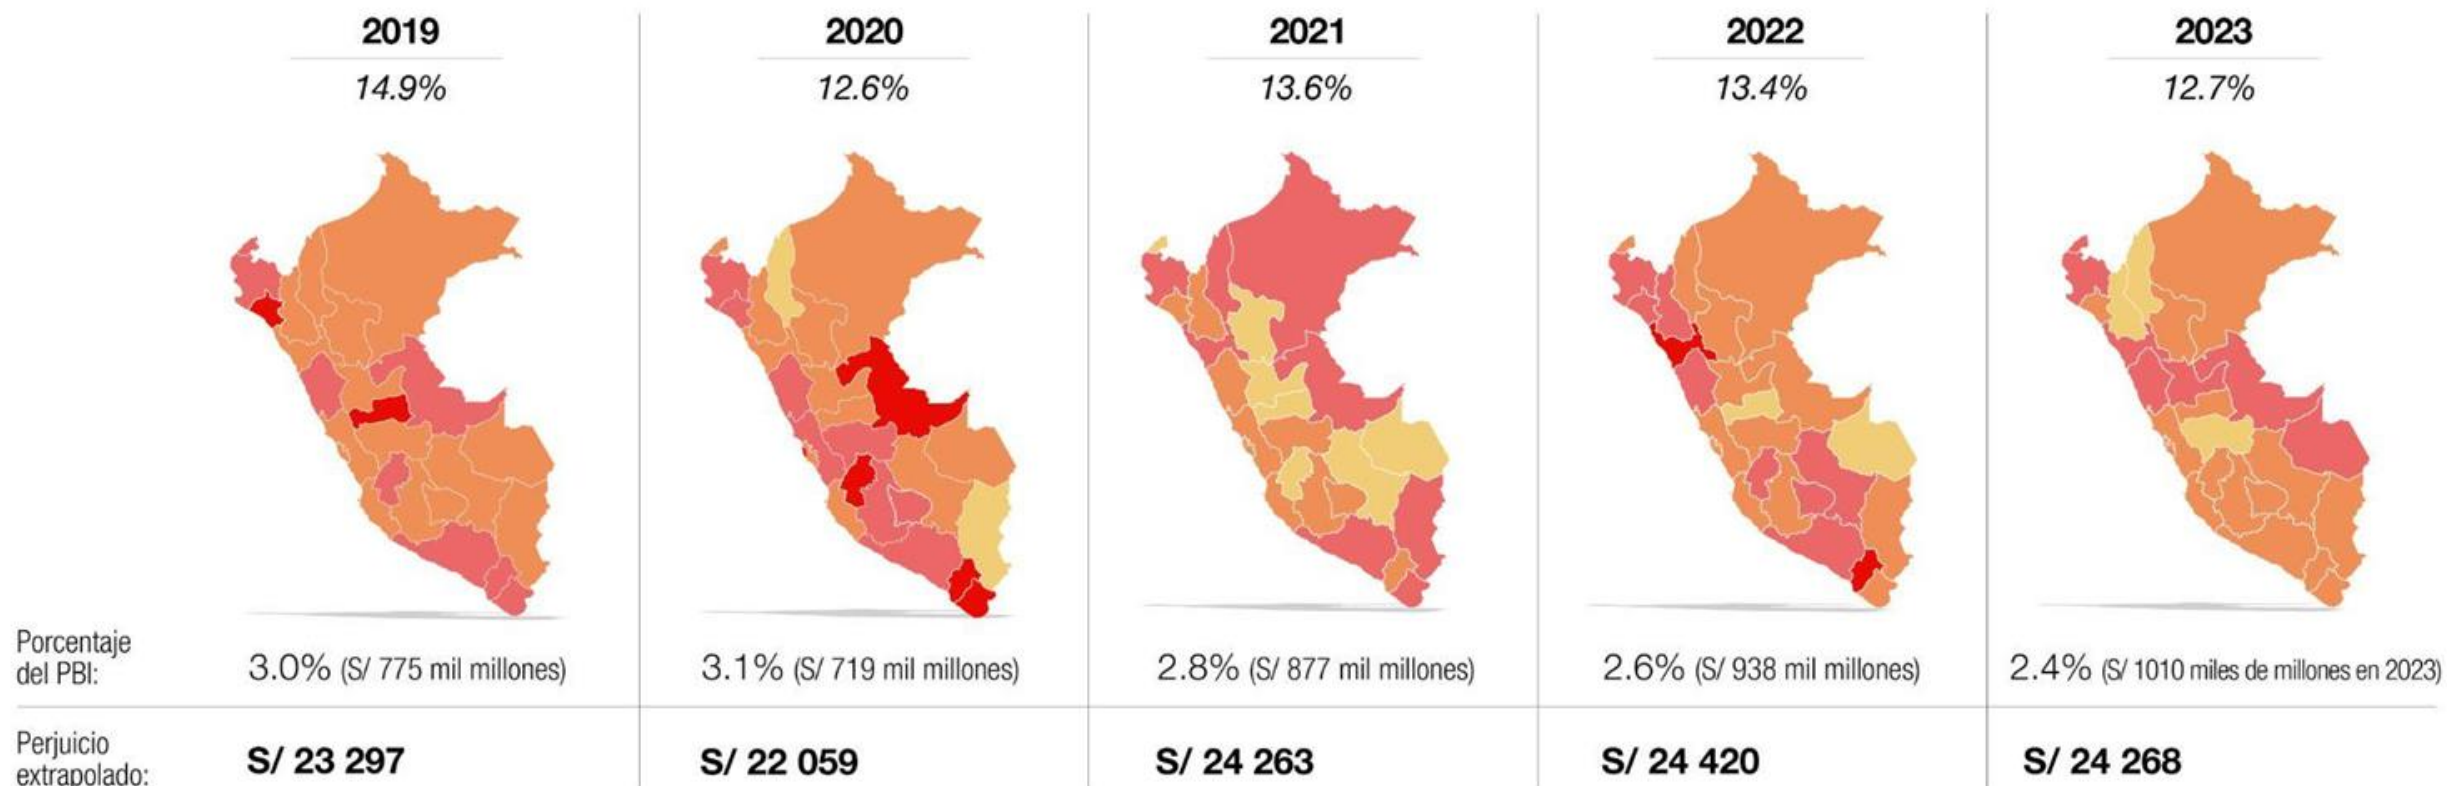 2019
2020
2021
2022
2023
14.9%
12.6%
13.6%
13.4%
12.7%
Porcentaje
del PBI:
3.0% (S/ 775 mil millones)
3.1% (S/ 719 mil millones)
2.8% (S/ 877 mil millones)
2.6% (S/ 938 mil millones)
2.4% (S/ 1010 miles de millones en 2023)
Perjuicio
extrapolado:
S/ 23 297
S/ 22 059
S/ 24 263
S/ 24 420
S/ 24 268